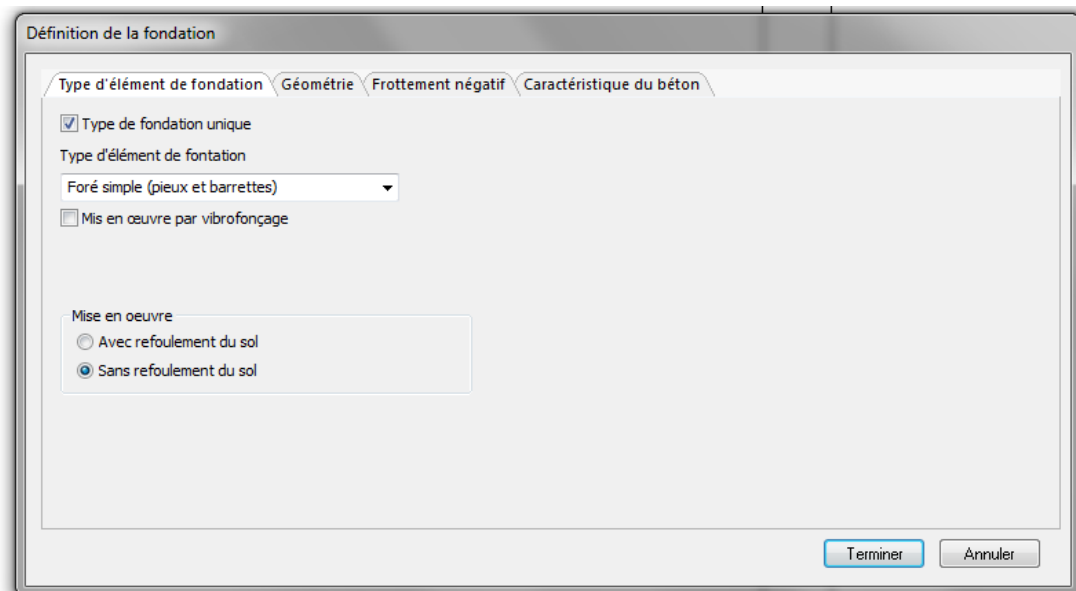 Définition de la fondation
Type d'élément de fondation Géométrie Frottement négatif Caractéristique du béton
Type de fondation unique
Type d'élément de fontation
Foré simple (pieux et barrettes)
Mis en œuvre par vibrofonçage
Mise en oeuvre
Avec refoulement du sol
Sans refoulement du sol
Terminer Annuler